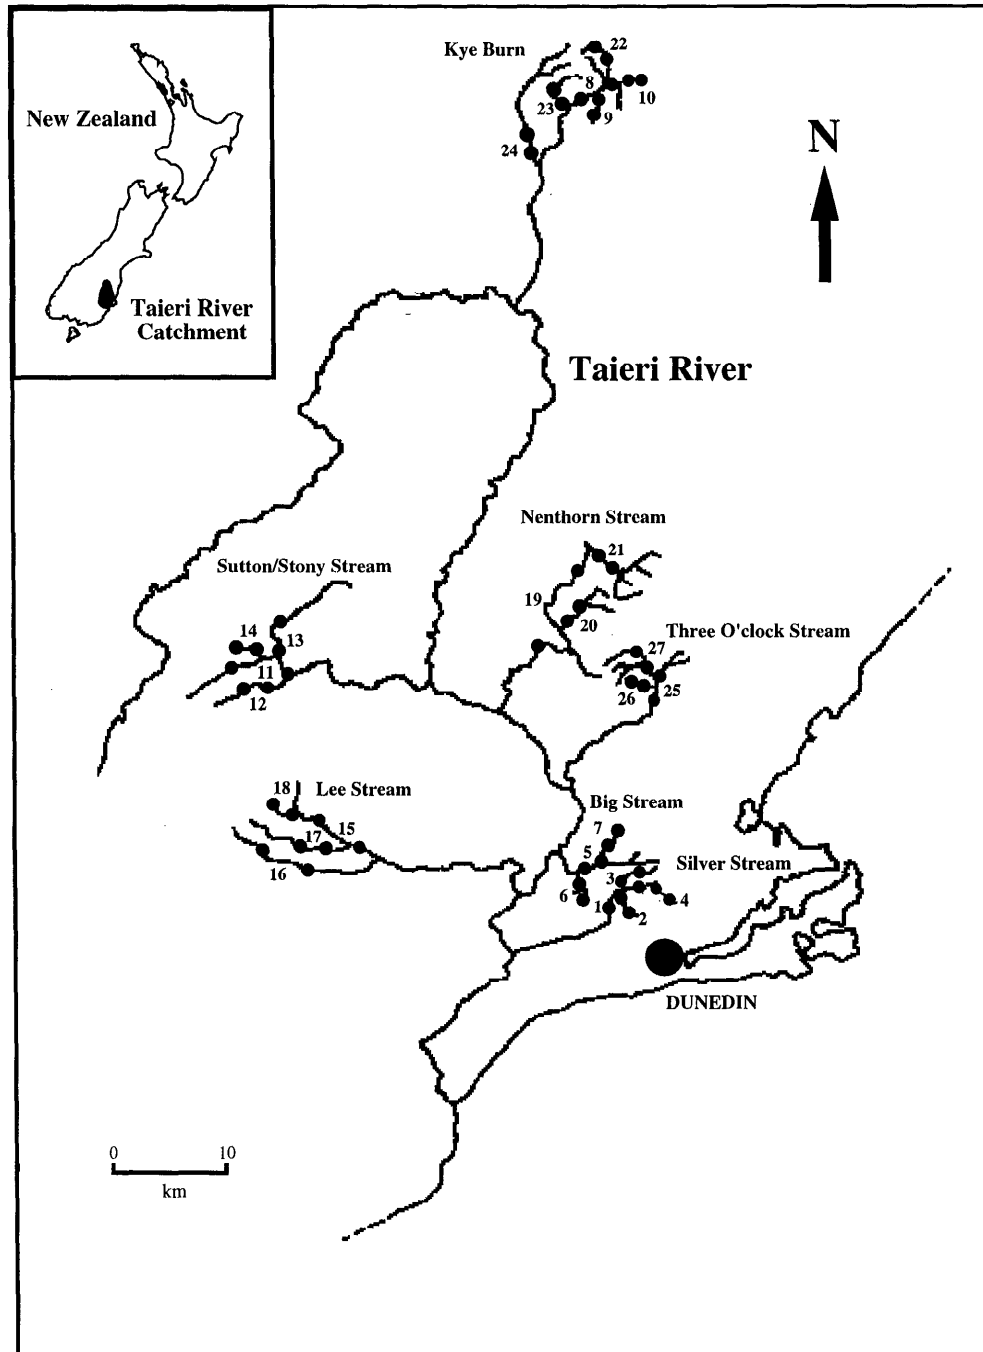 Kye Burn
22
New Zealand
8
10
23
9
N
24
Taieri River
Catchment
Taieri River
Nenthorn Stream
21
Sutton/Stony Stream
19
20
14
13
Three O'clock Stream
27
11
26
25
12
18
Lee Stream
Big Stream
7
17
15
5
Silver Stream
16
3
6
1
2
4
DUNEDIN
0
10
km